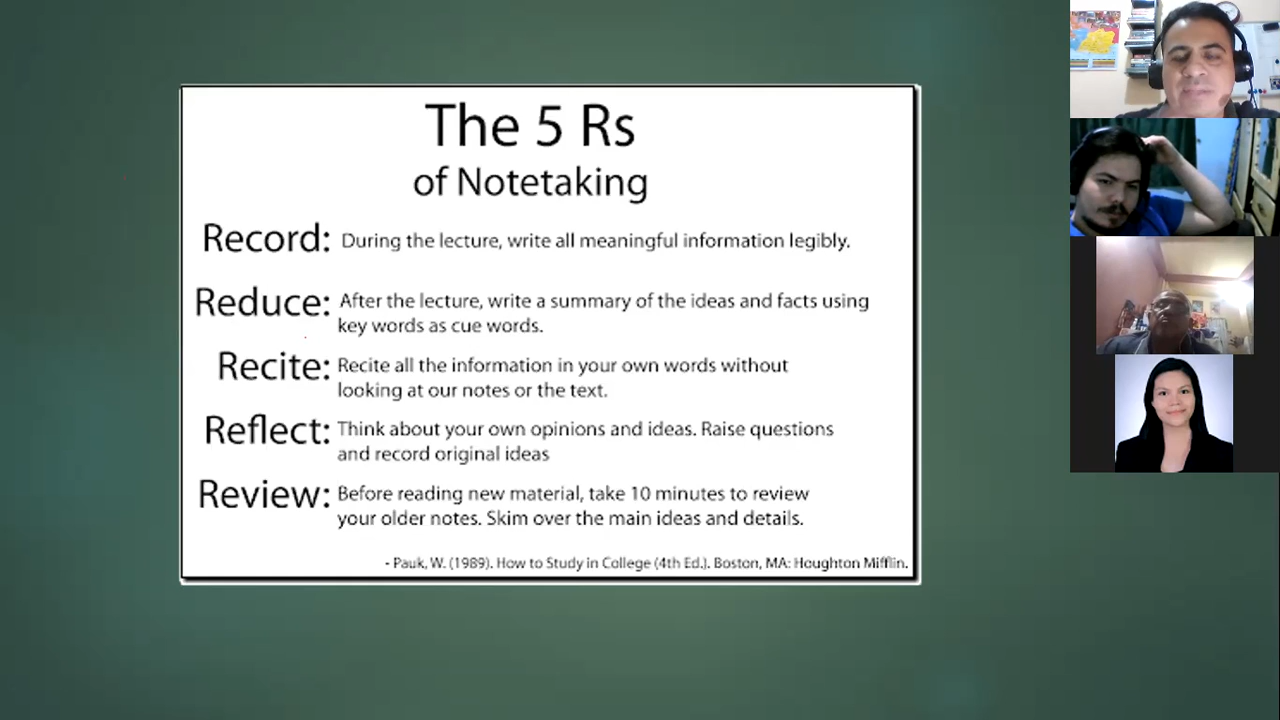 The 5 Rs
of Notetaking
Record: During the lecture, write all meaningful information legibly.
Reduce: After the lecture, write a summary of the ideas and facts using
key words as cue words.
Recite: Recite all the information in your own words without
looking at our notes or the text.
Reflect: Think about your own opinions and ideas. Raise questions
and record original ideas
Review: Before reading new material, take 10 minutes to review
your older notes. Skim over the main ideas and details.
- Pauk, W. (1989). How to Study in College (4th Ed.). Boston, MA: Houghton Mifflin.